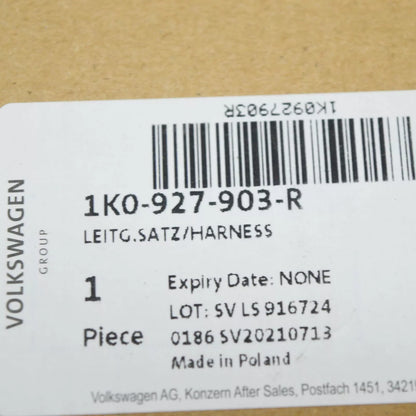 VOLKSWAGEN
GROUP
1K0927903R
1K0-927-903-R
LEITG.SATZ/HARNESS
1 Expiry Date: NONE
LOT: SV LS 916724
Piece 0186 SV20210713
Made in Poland
Volkswagen AG, Konzern After Sales, Postfach 1451, 34219